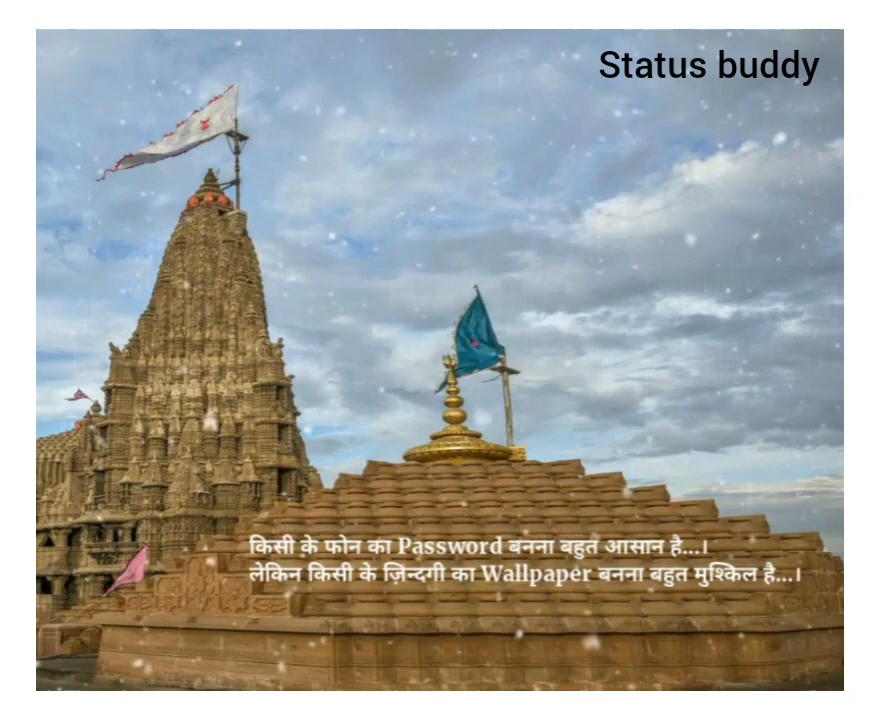 Status buddy
किसी के फोन का Password बनना बहुत आसान है...।
लेकिन किसी के ज़िन्दगी का Wallpaper बनना बहुत मुश्किल है...।